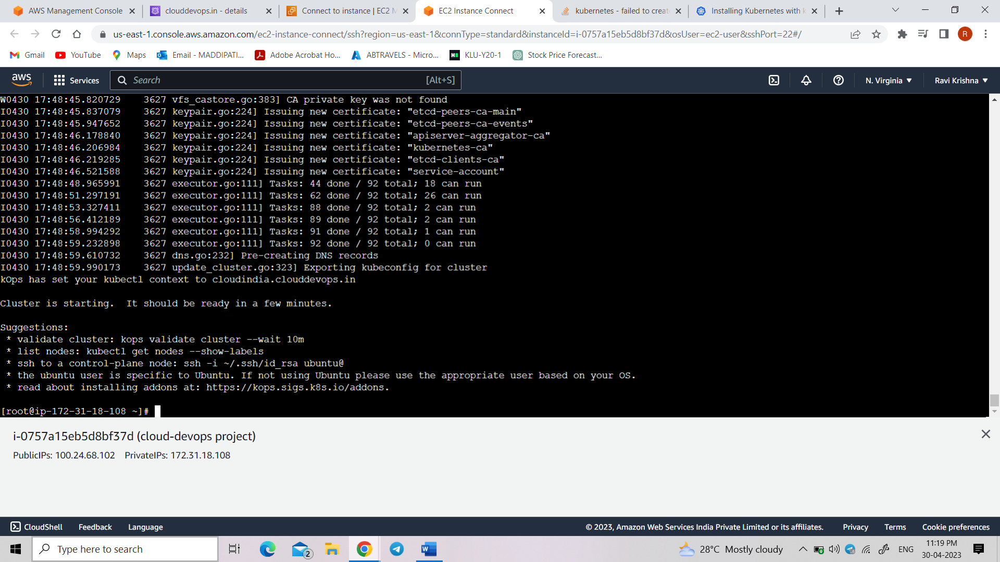 AWS Management Console
clouddevops.in - details
Connect to instance | EC2 M
EC2 Instance Connect
kubernetes - failed to creat
Installing Kubernetes with k
us-east-1.console.aws.amazon.com/ec2-instance-connect/ssh?region=us-east-1&connType=standard&instanceId=i-0757a15eb5d8bf37d&osUser=ec2-user&sshPort=22#/
R
Gmail
YouTube
Maps
Email - MADDIPATI...
Adobe Acrobat Ho...
ABTRAVELS - Micro...
KLU-Y20-1
Stock Price Forecast...
aws
Services
Search
[Alt+S]
N. Virginia
Ravi Krishna
W0430 17:48:45.820729    3627 vfs_castore.go:383] CA private key was not found
I0430 17:48:45.837079    3627 keypair.go:224] Issuing new certificate: "etcd-peers-ca-main"
I0430 17:48:45.947652    3627 keypair.go:224] Issuing new certificate: "etcd-peers-ca-events"
I0430 17:48:46.178840    3627 keypair.go:224] Issuing new certificate: "apiserver-aggregator-ca"
I0430 17:48:46.206984    3627 keypair.go:224] Issuing new certificate: "kubernetes-ca"
I0430 17:48:46.219285    3627 keypair.go:224] Issuing new certificate: "etcd-clients-ca"
I0430 17:48:46.521588    3627 keypair.go:224] Issuing new certificate: "service-account"
I0430 17:48:48.965991    3627 executor.go:111] Tasks: 44 done / 92 total; 18 can run
I0430 17:48:51.297191    3627 executor.go:111] Tasks: 62 done / 92 total; 26 can run
I0430 17:48:53.327411    3627 executor.go:111] Tasks: 88 done / 92 total; 2 can run
I0430 17:48:56.412189    3627 executor.go:111] Tasks: 89 done / 92 total; 2 can run
I0430 17:48:58.994292    3627 executor.go:111] Tasks: 91 done / 92 total; 1 can run
I0430 17:48:59.232898    3627 executor.go:111] Tasks: 92 done / 92 total; 0 can run
I0430 17:48:59.610732    3627 dns.go:232] Pre-creating DNS records
I0430 17:48:59.990173    3627 update_cluster.go:323] Exporting kubeconfig for cluster
kOps has set your kubectl context to cloudindia.clouddevops.in
Cluster is starting.  It should be ready in a few minutes.
Suggestions:
* validate cluster: kops validate cluster --wait 10m
* list nodes: kubectl get nodes --show-labels
* ssh to a control-plane node: ssh -i ~/.ssh/id_rsa ubuntu@
* the ubuntu user is specific to Ubuntu. If not using Ubuntu please use the appropriate user based on your OS.
* read about installing addons at: https://kops.sigs.k8s.io/addons.
[root@ip-172-31-18-108 ~]#
i-0757a15eb5d8bf37d (cloud-devops project)
PublicIPs: 100.24.68.102    PrivateIPs: 172.31.18.108
CloudShell
Feedback
Language
© 2023, Amazon Web Services India Private Limited or its affiliates.
Privacy
Terms
Cookie preferences
Type here to search
2
28°C Mostly cloudy
ENG
11:19 PM
30-04-2023